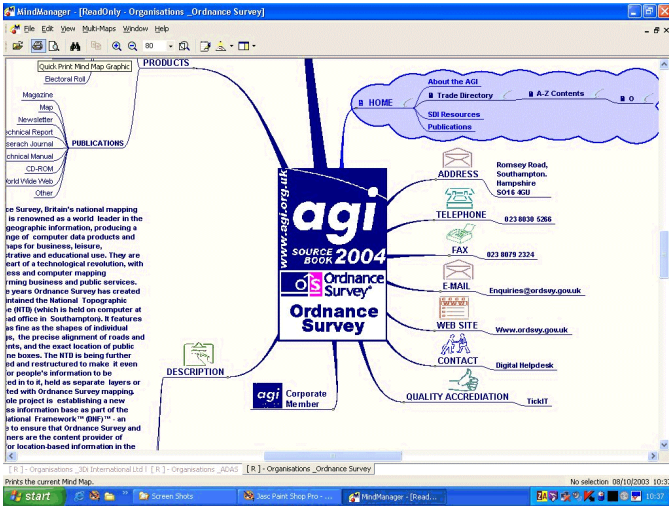 MindManager - [ReadOnly - Organisations _Ordnance Survey]
File Edit View Multi-Maps Window Help
80
Quick Print Mind Map Graphic
Electoral Roll
PRODUCTS
Magazine
Map
Newsletter
echnical Report
serach Journal
chnical Manual
CD-ROM
World Wide Web
Other
PUBLICATIONS
HOME
About the AGI
Trade Directory
A-Z Contents
O
SDI Resources
Publications
www.agi.org.uk
agi
SOURCE
BOOK 2004
os Ordnance
Survey
Ordnance
Survey
ADDRESS
Romsey Road,
Southampton.
Hampshire
SO16 4GU
TELEPHONE
023 8030 5266
FAX
023 8079 2324
E-MAIL
Enquiries@ordsvy.gov.uk
WEB SITE
Www.ordsvy.gov.uk
CONTACT
Digital Helpdesk
QUALITY ACCREDIATION
TickIT
agi Corporate
Member
DESCRIPTION
ce Survey, Britain's national mapping
is renowned as a world leader in the
geographic information, producing a
nge of computer data products and
maps for business, leisure,
strative and educational use. They are
eart of a technological revolution, with
ess and computer mapping
rming business and public services.
e years Ordnance Survey has created
intained the National Topographic
e (NTD) (which is held on computer at
ad office in Southampton). It features
as fine as the shapes of individual
gs, the precise alignment of roads and
nts, and the exact location of public
ne boxes. The NTD is being further
ed and restructured to make it even
or people's information to be
ed in to it, held as separate layers or
ted with Ordnance Survey mapping.
ole project is establishing a new
ss information base as part of the
ational Framework™ (DNF)™ - an
e to ensure that Ordnance Survey and
ners are the content provider of
for location-based information in the
[ R ] - Organisations _3Di International Ltd
[ R ] - Organisations _ADAS
[ R ] - Organisations _Ordnance Survey
Prints the current Mind Map.
No selection 08/10/2003 10:3
start
Screen Shots
Jasc Paint Shop Pro - ...
MindManager - [Read...
10:37